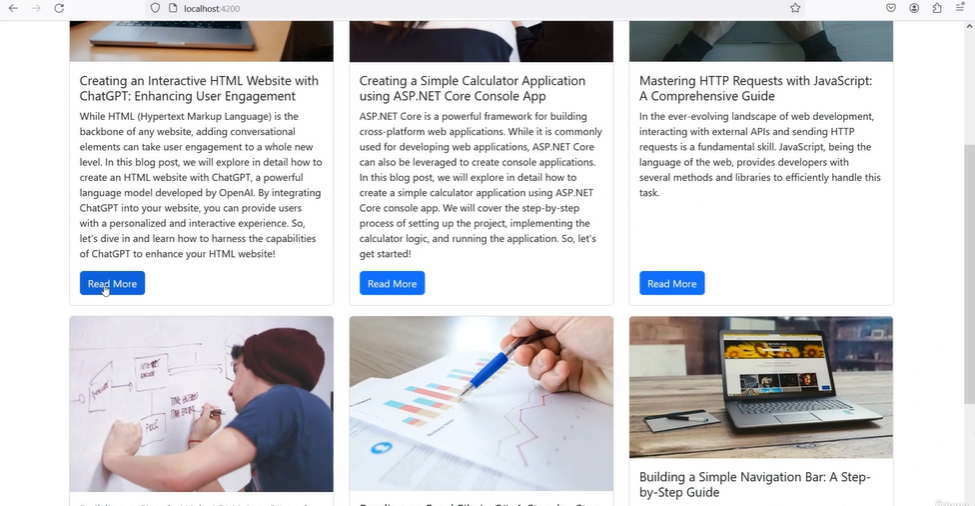 localhost:4200
Creating an Interactive HTML Website with
ChatGPT: Enhancing User Engagement
While HTML (Hypertext Markup Language) is the
backbone of any website, adding conversational
elements can take user engagement to a whole new
level. In this blog post, we will explore in detail how to
create an HTML website with ChatGPT, a powerful
language model developed by OpenAI. By integrating
ChatGPT into your website, you can provide users
with a personalized and interactive experience. So,
let's dive in and learn how to harness the capabilities
of ChatGPT to enhance your HTML website!
Read More
Creating a Simple Calculator Application
using ASP.NET Core Console App
ASP.NET Core is a powerful framework for building
cross-platform web applications. While it is commonly
used for developing web applications, ASP.NET Core
can also be leveraged to create console applications.
In this blog post, we will explore in detail how to
create a simple calculator application using ASP.NET
Core console app. We will cover the step-by-step
process of setting up the project, implementing the
calculator logic, and running the application. So, let's
get started!
Read More
Mastering HTTP Requests with JavaScript:
A Comprehensive Guide
In the ever-evolving landscape of web development,
interacting with external APIs and sending HTTP
requests is a fundamental skill. JavaScript, being the
language of the web, provides developers with
several methods and libraries to efficiently handle this
task.
Read More
Building a Simple Navigation Bar: A Step-
by-Step Guide